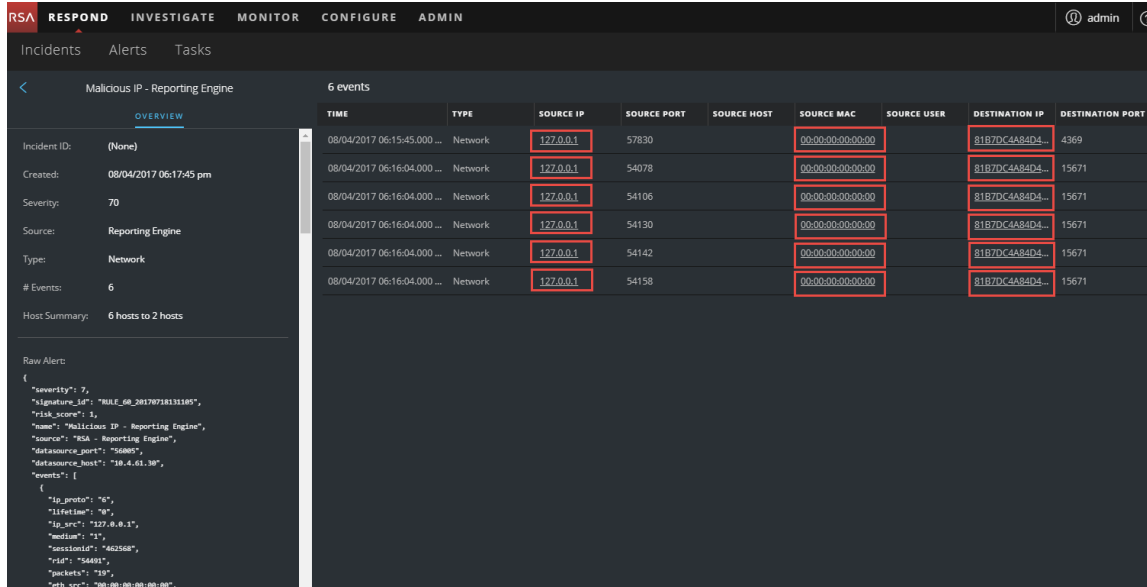 RSA RESPOND INVESTIGATE MONITOR CONFIGURE ADMIN admin
Incidents Alerts Tasks
Malicious IP - Reporting Engine
OVERVIEW
Incident ID: (None)
Created: 08/04/2017 06:17:45 pm
Severity: 70
Source: Reporting Engine
Type: Network
# Events: 6
Host Summary: 6 hosts to 2 hosts
Raw Alert:
{
"severity": 7,
"signature_id": "RULE_60_20170718131105",
"risk_score": 1,
"name": "Malicious IP - Reporting Engine",
"source": "RSA - Reporting Engine",
"datasource_port": "56005",
"datasource_host": "10.4.61.30",
"events": [
{
"ip_proto": "6",
"lifetime": "0",
"ip_src": "127.0.0.1",
"medium": "1",
"sessionid": "462568",
"rid": "54491",
"packets": "19",
"eth_src": "00:00:00:00:00:00",
6 events
TIME TYPE SOURCE IP SOURCE PORT SOURCE HOST SOURCE MAC SOURCE USER DESTINATION IP DESTINATION PORT
08/04/2017 06:15:45.000 ... Network 127.0.0.1 57830 00:00:00:00:00:00 81B7DC4A84D4... 4369
08/04/2017 06:16:04.000 ... Network 127.0.0.1 54078 00:00:00:00:00:00 81B7DC4A84D4... 15671
08/04/2017 06:16:04.000 ... Network 127.0.0.1 54106 00:00:00:00:00:00 81B7DC4A84D4... 15671
08/04/2017 06:16:04.000 ... Network 127.0.0.1 54130 00:00:00:00:00:00 81B7DC4A84D4... 15671
08/04/2017 06:16:04.000 ... Network 127.0.0.1 54142 00:00:00:00:00:00 81B7DC4A84D4... 15671
08/04/2017 06:16:04.000 ... Network 127.0.0.1 54158 00:00:00:00:00:00 81B7DC4A84D4... 15671